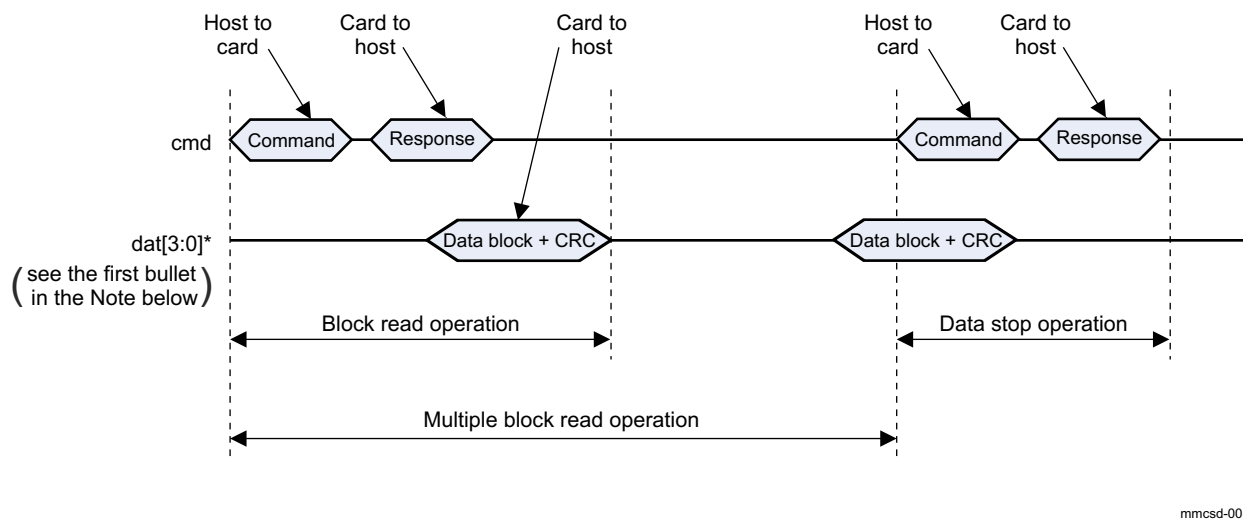 Host to
card
Card to
host
Card to
host
Host to
card
Card to
host
cmd
Command
Response
Command
Response
dat[3:0]*
(see the first bullet
in the Note below)
Data block + CRC
Data block + CRC
Block read operation
Data stop operation
Multiple block read operation
mmcsd-00